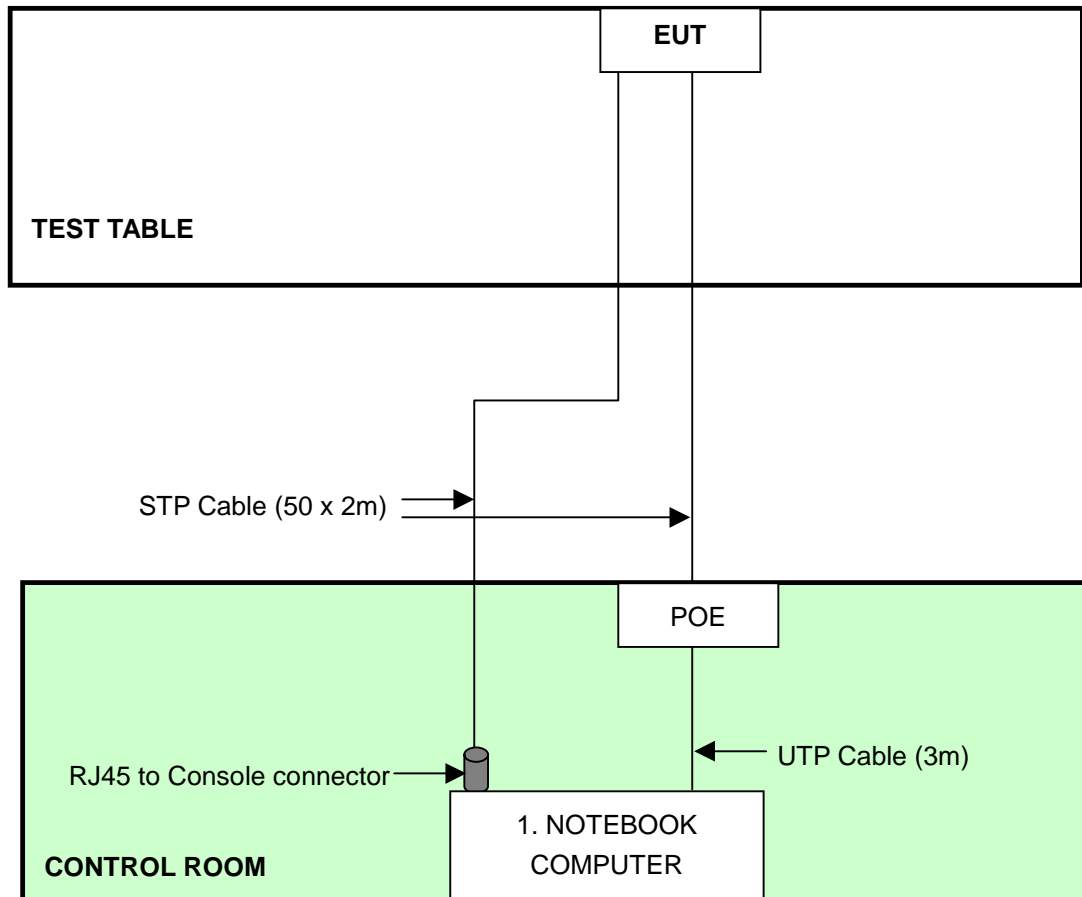 EUT
TEST TABLE
STP Cable (50 x 2m)
POE
UTP Cable (3m)
RJ45 to Console connector
1. NOTEBOOK
COMPUTER
CONTROL ROOM